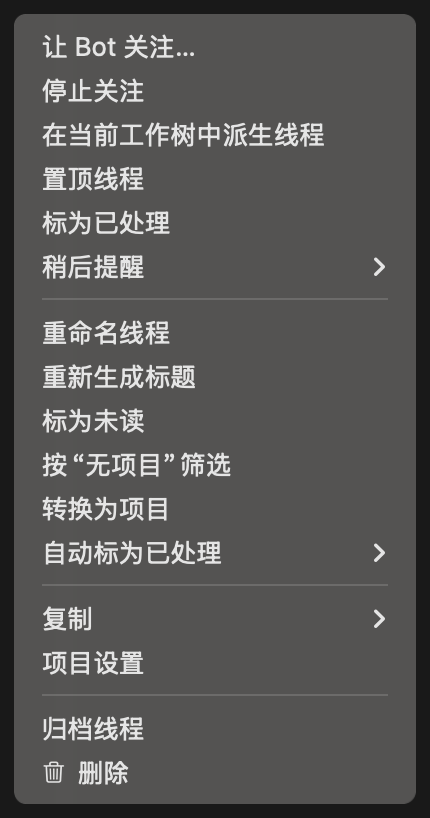 让 Bot 关注...
停止关注
在当前工作树中派生线程
置顶线程
标为已处理
稍后提醒
重命名线程
重新生成标题
标为未读
按“无项目”筛选
转换为项目
自动标为已处理
复制
项目设置
归档线程
删除